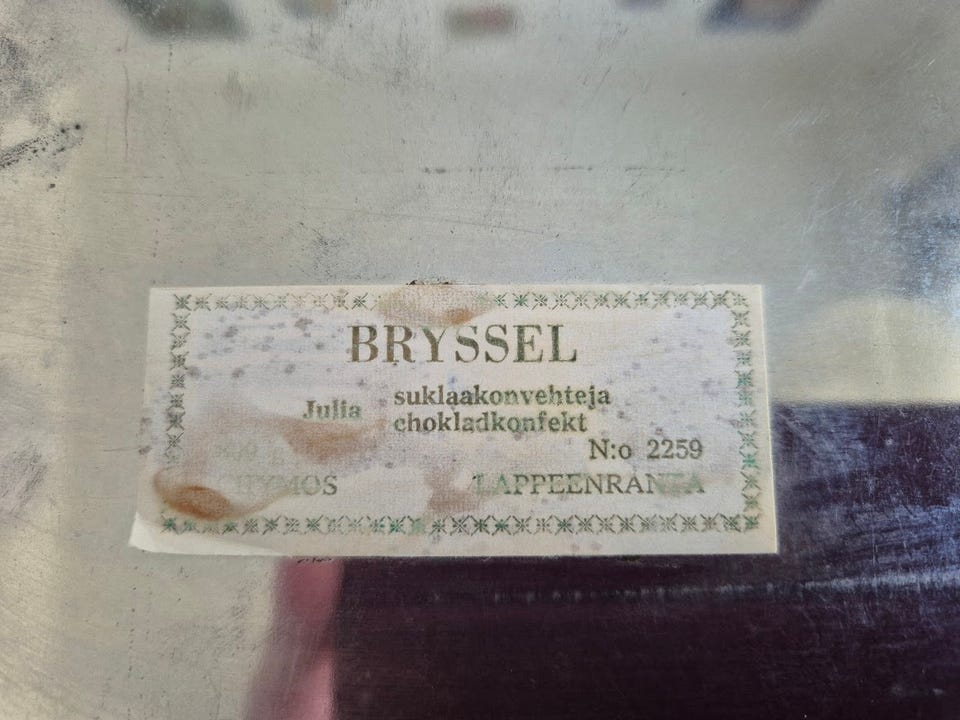 BRYSSEL
Julia suklaakonvehteja
chokladkonfekt
N:o 2259
LAPPEENRANTA